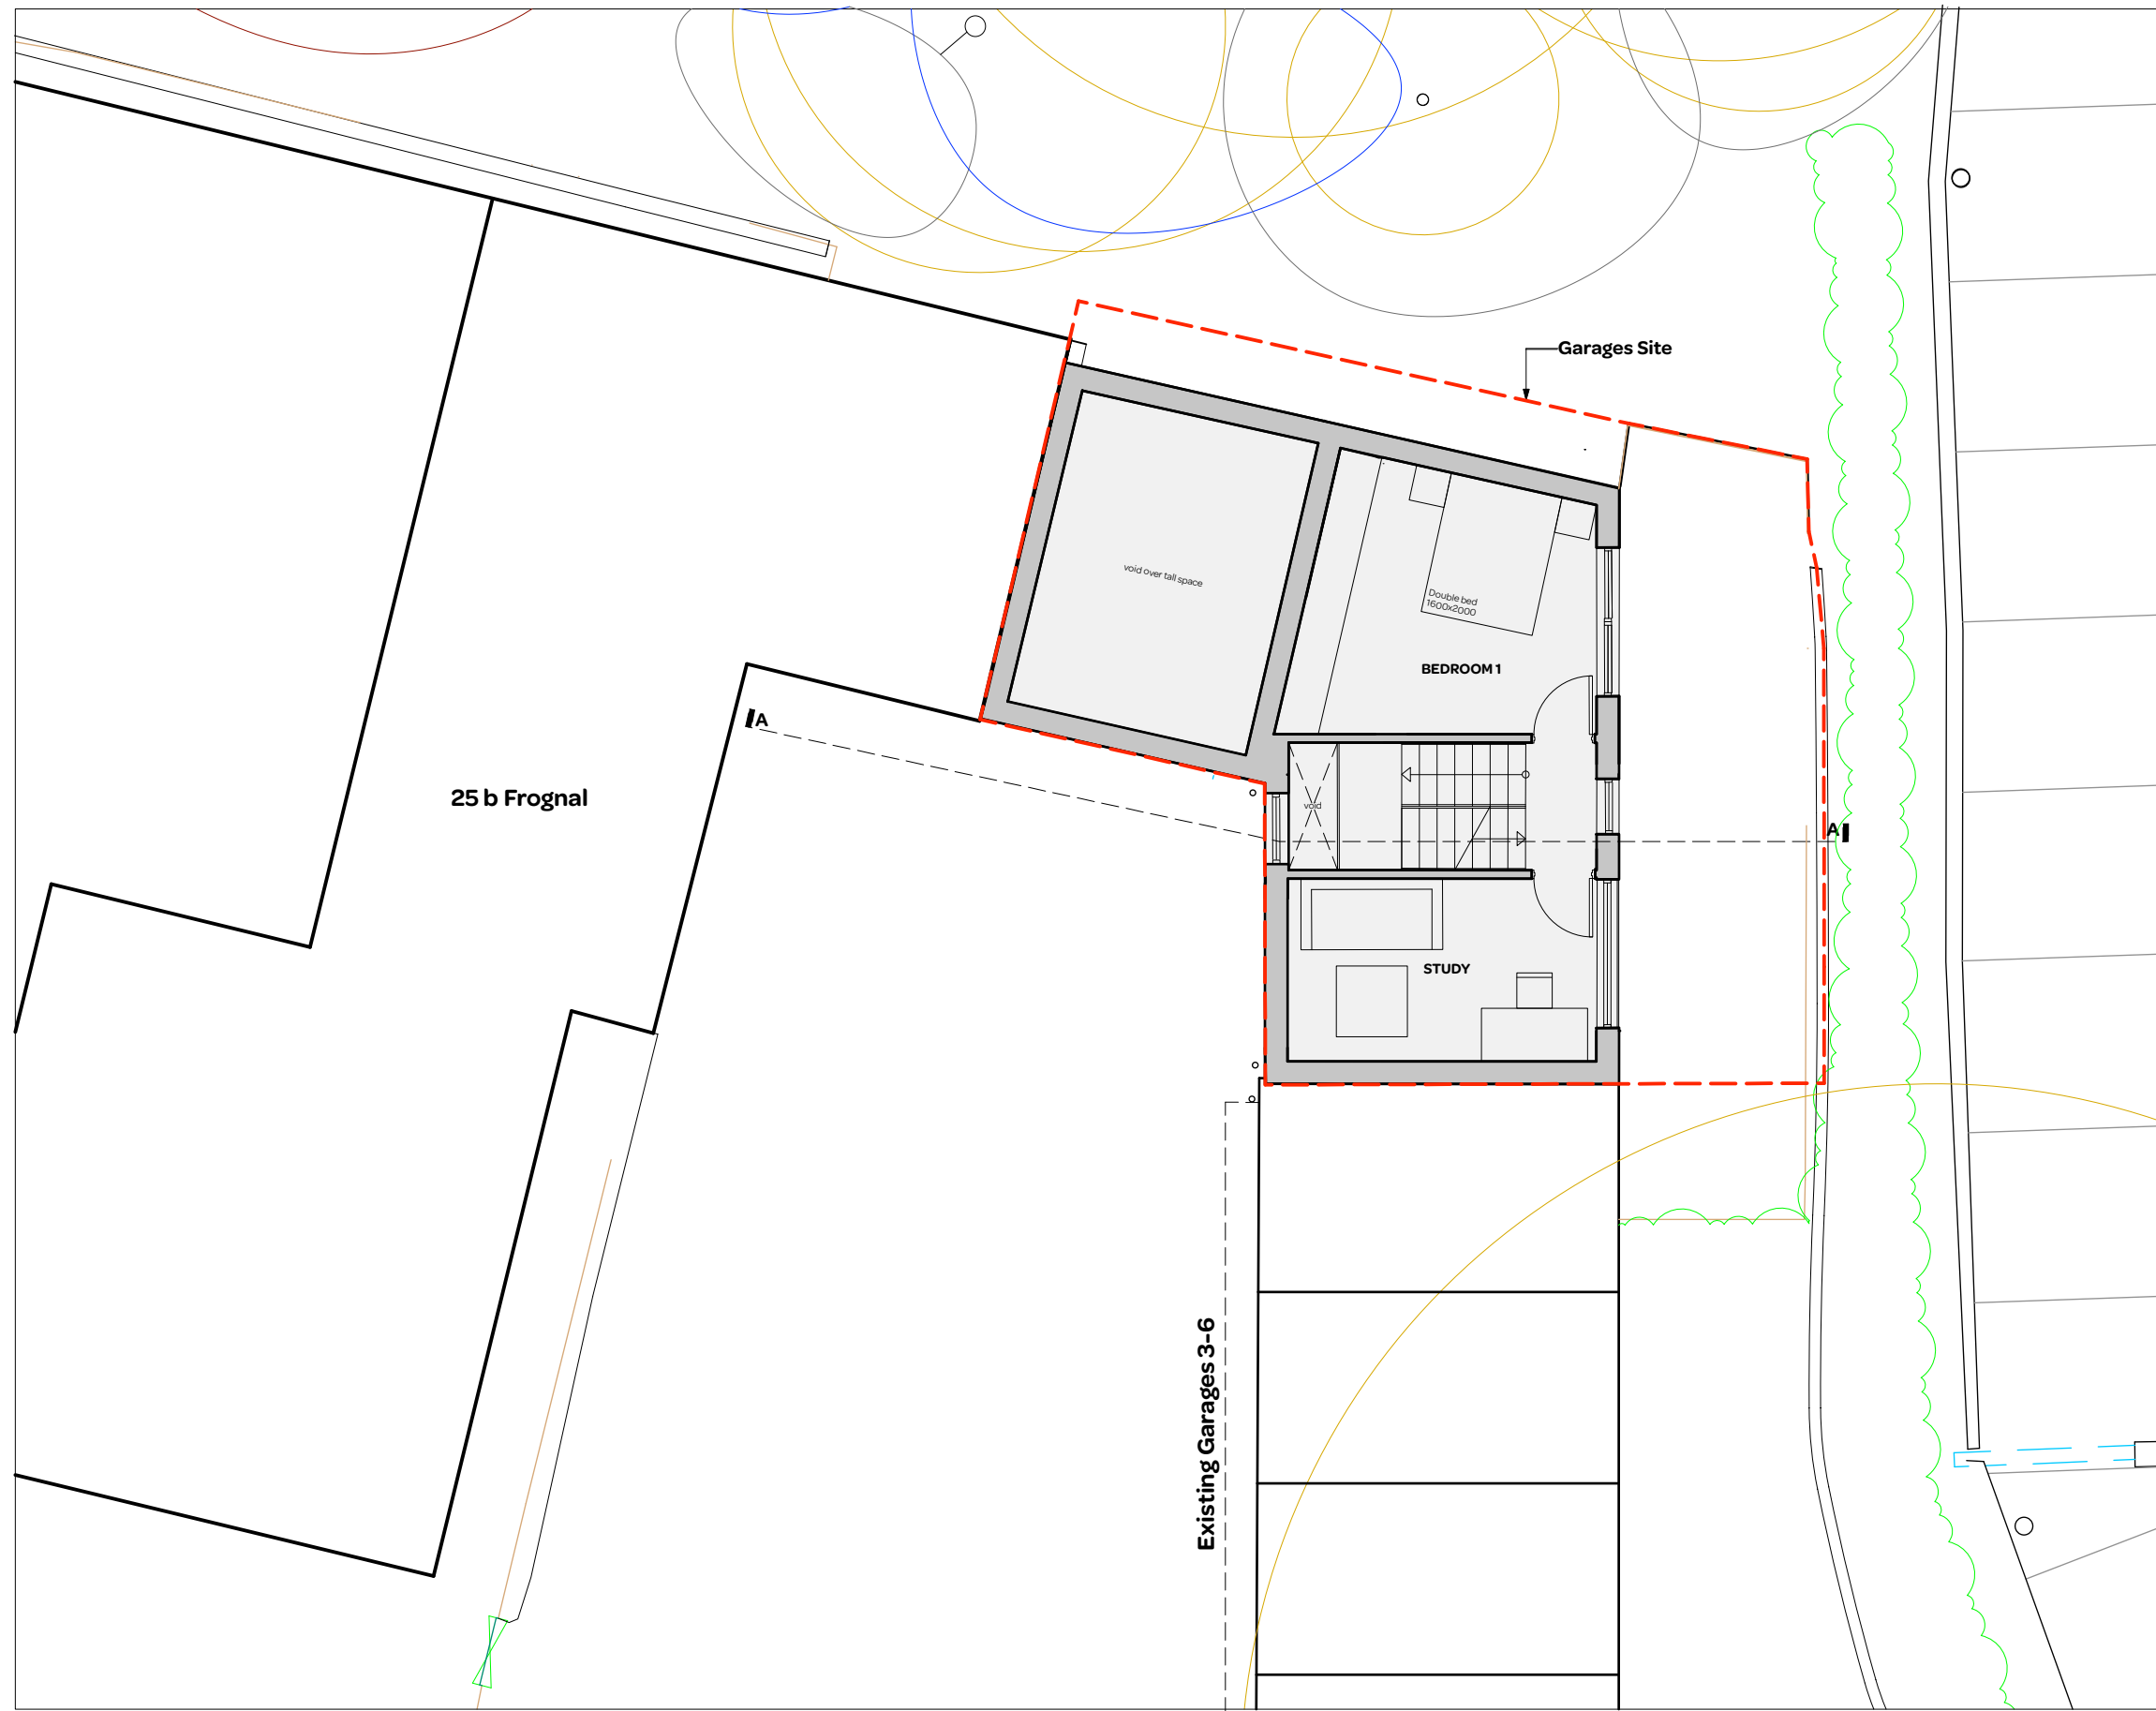 Garages Site
void over tall space
Double bed
1600x2000
BEDROOM 1
A
25 b Frognal
void
A
STUDY
Existing Garages 3-6